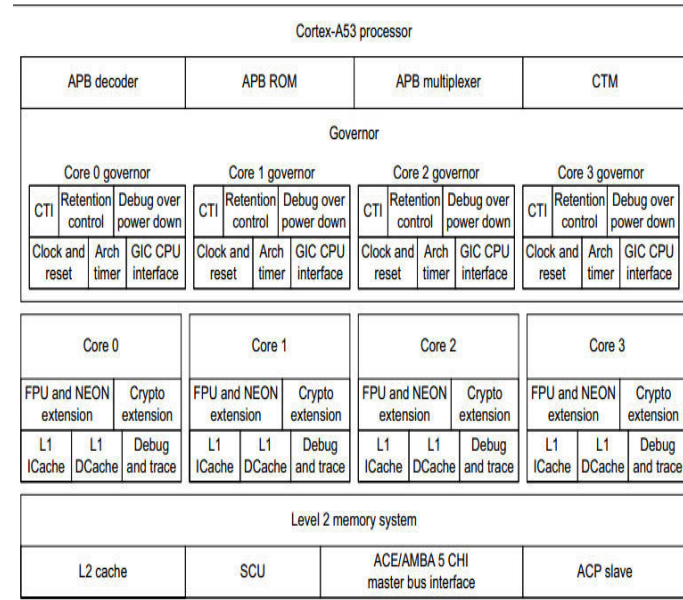 Cortex-A53 processor
APB decoder APB ROM APB multiplexer CTM
Governor
Core 0 governor Core 1 governor Core 2 governor Core 3 governor
CTI Retention control Debug over power down CTI Retention control Debug over power down CTI Retention control Debug over power down CTI Retention control Debug over power down
Clock and reset Arch timer GIC CPU interface Clock and reset Arch timer GIC CPU interface Clock and reset Arch timer GIC CPU interface Clock and reset Arch timer GIC CPU interface
Core 0 Core 1 Core 2 Core 3
FPU and NEON extension Crypto extension FPU and NEON extension Crypto extension FPU and NEON extension Crypto extension FPU and NEON extension Crypto extension
L1 ICache L1 DCache Debug and trace L1 ICache L1 DCache Debug and trace L1 ICache L1 DCache Debug and trace L1 ICache L1 DCache Debug and trace
Level 2 memory system
L2 cache SCU ACE/AMBA 5 CHI master bus interface ACP slave